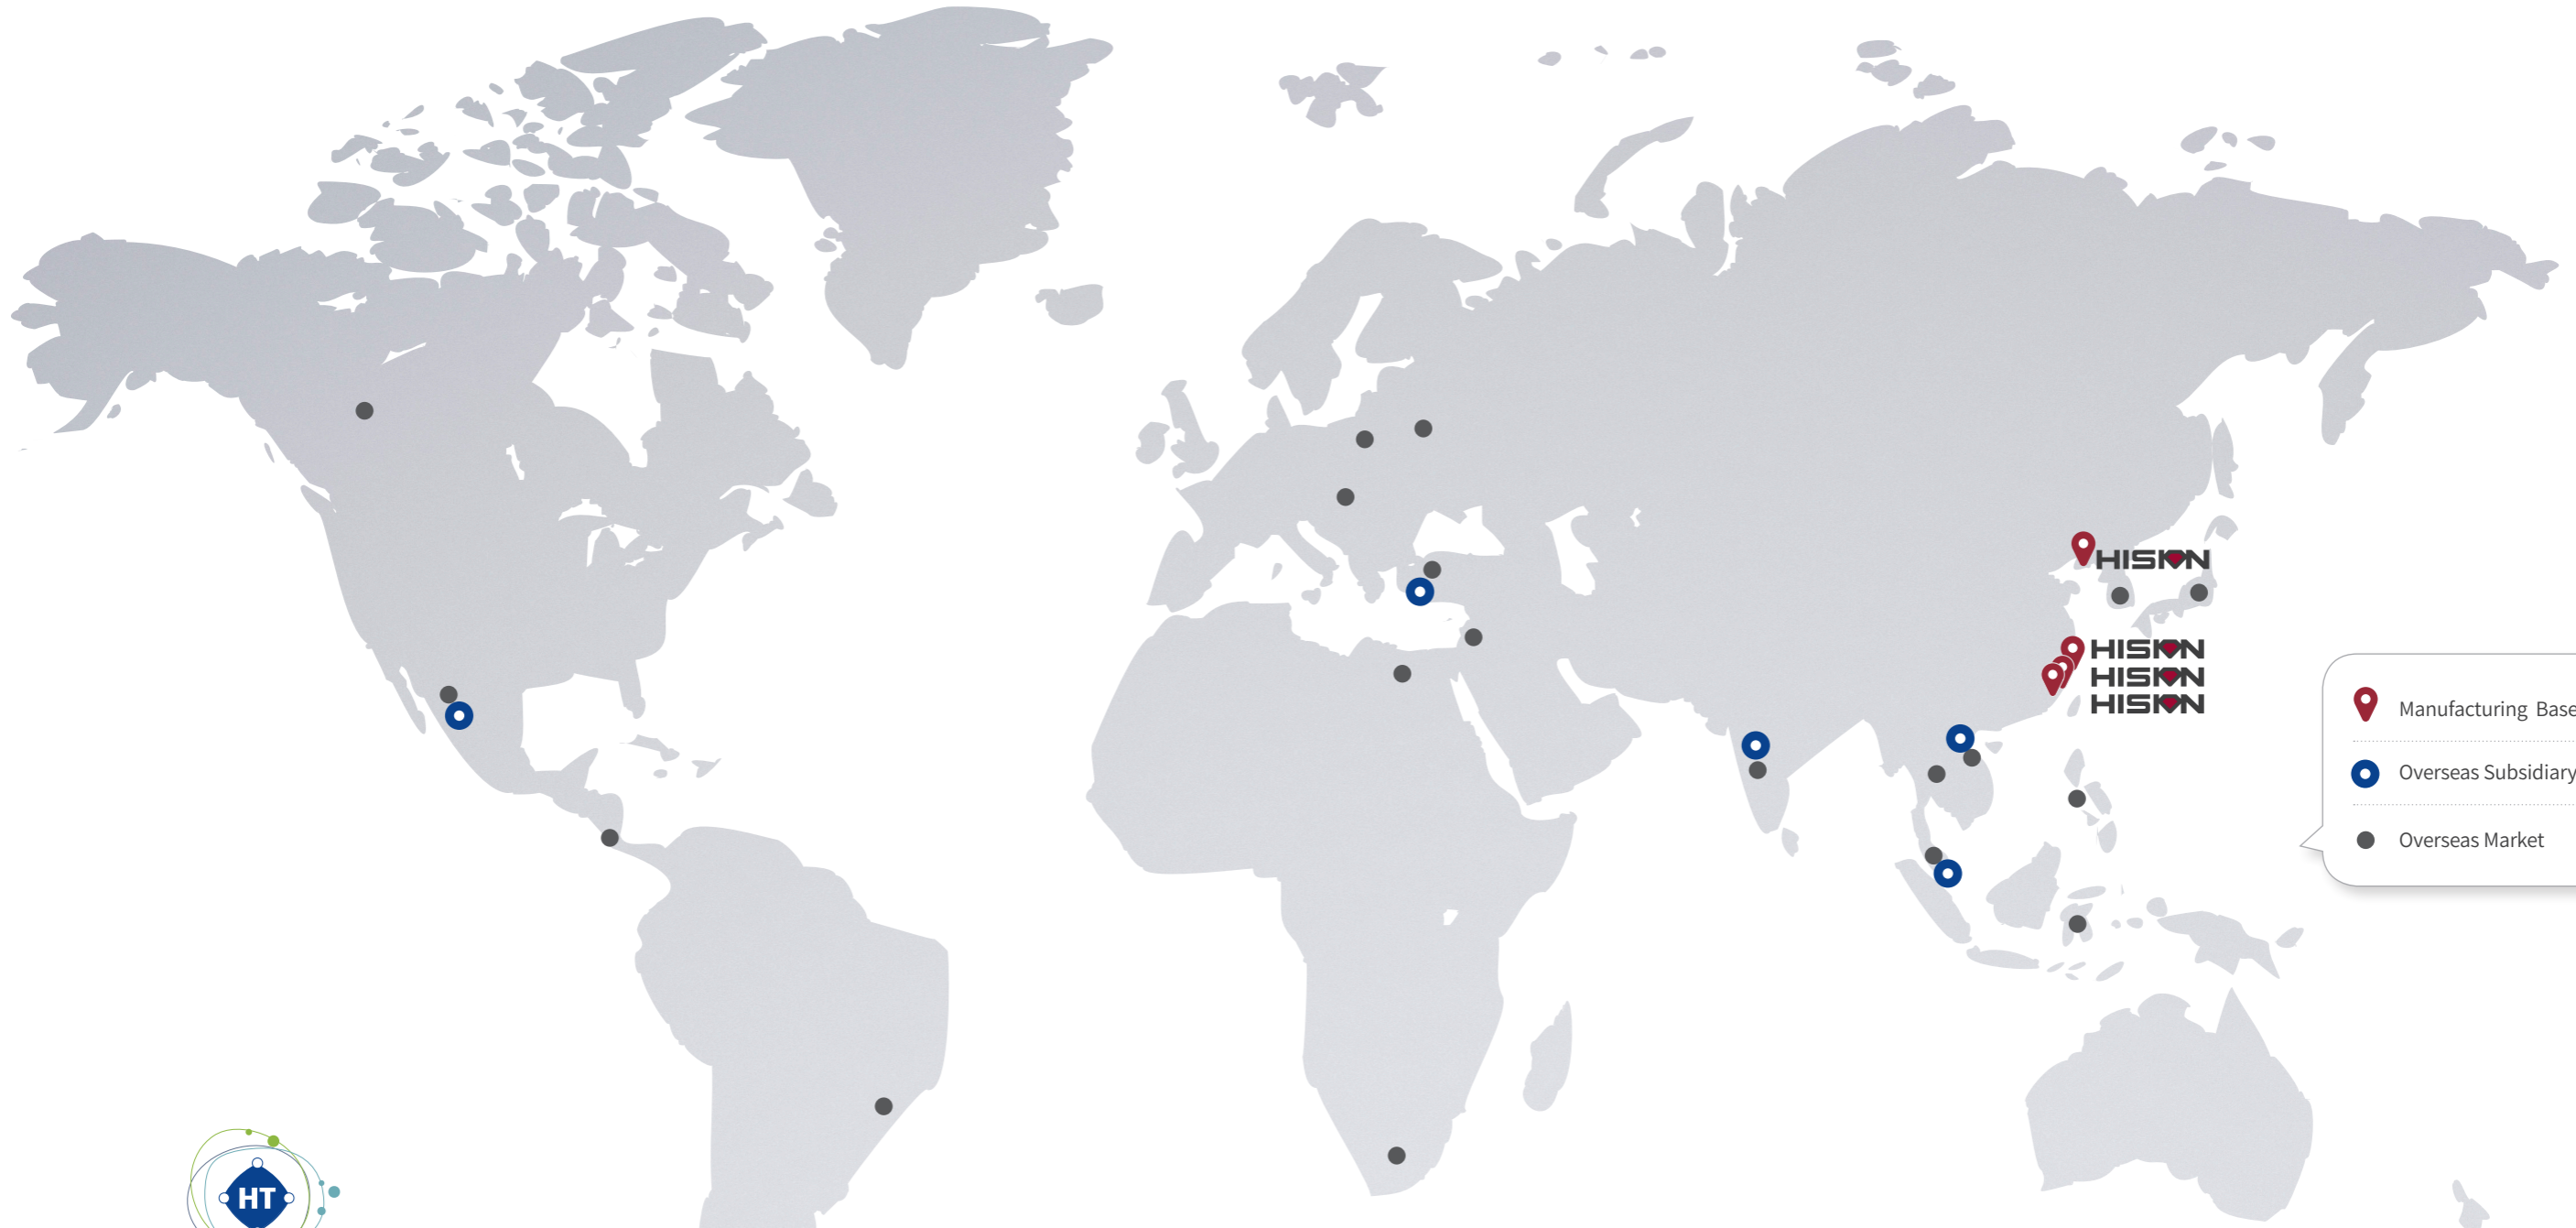 HISION
HISION
HISION
HISION
Manufacturing Base
Overseas Subsidiary
Overseas Market
HT